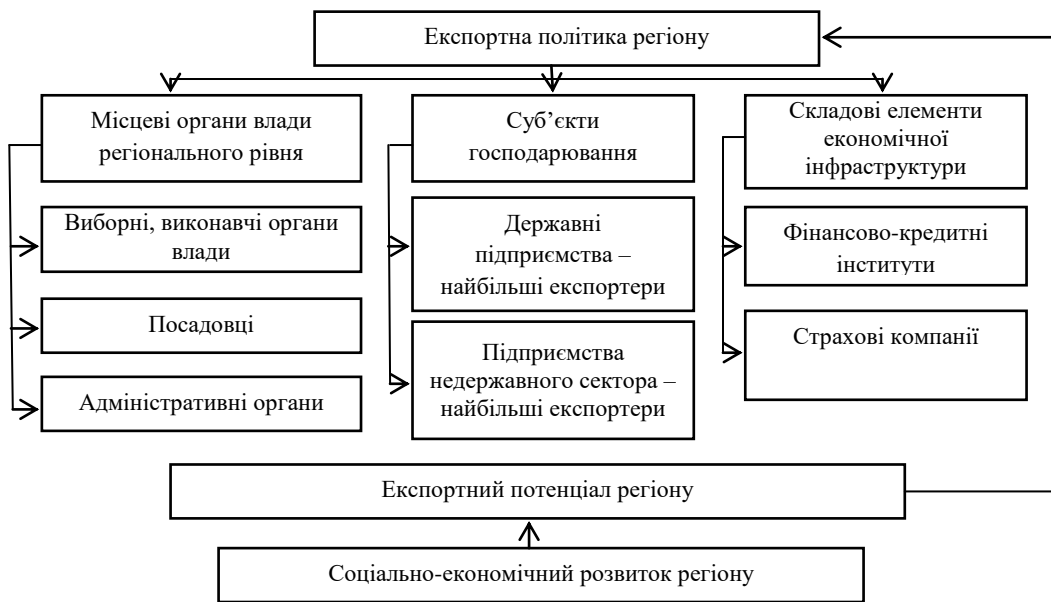 Експортна політика регіону
Місцеві органи влади
регіонального рівня
Виборні, виконавчі органи
влади
Посадовці
Адміністративні органи
Суб’єкти
господарювання
Державні
підприємства –
найбільші експортери
Підприємства
недержавного сектора –
найбільші експортери
Складові елементи
економічної
інфраструктури
Фінансово-кредитні
інститути
Страхові компанії
Експортний потенціал регіону
Соціально-економічний розвиток регіону